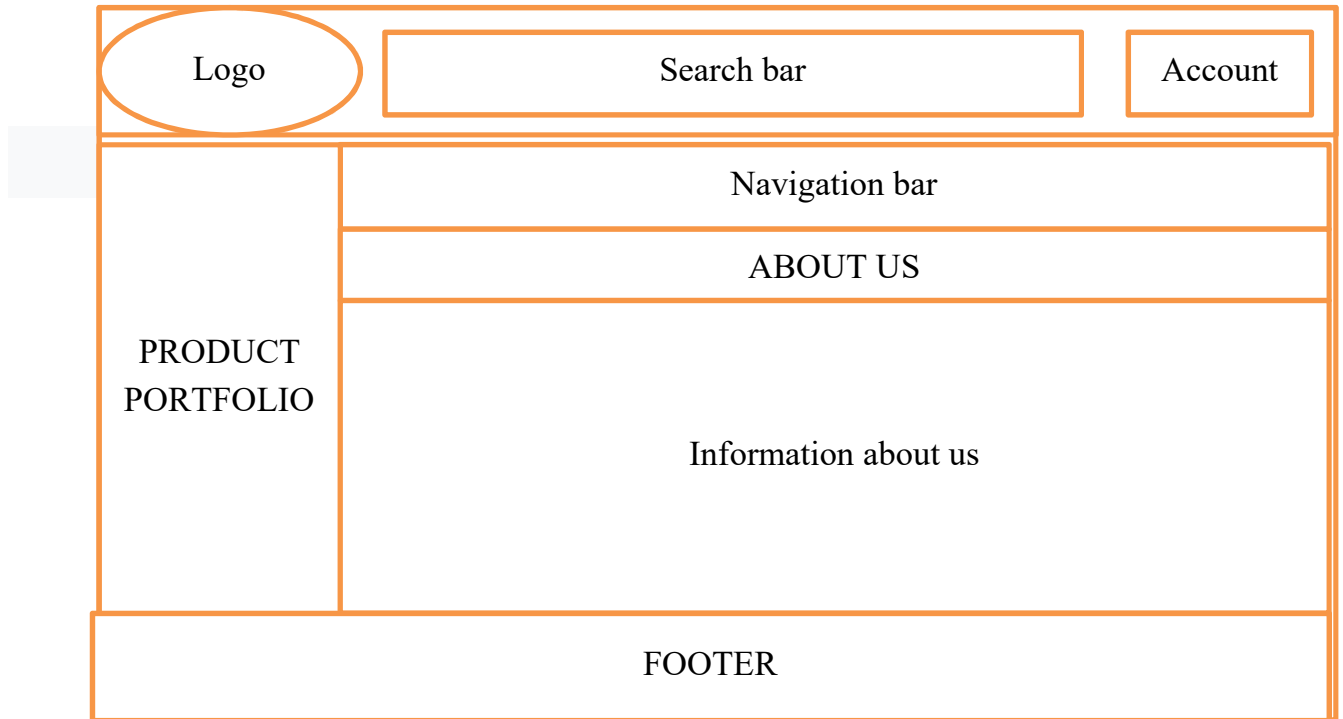 Logo
Search bar
Account
Navigation bar
ABOUT US
PRODUCT
PORTFOLIO
Information about us
FOOTER